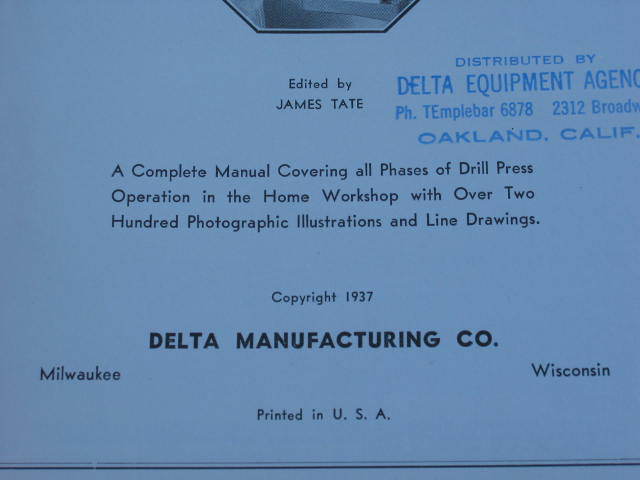 Edited by
JAMES TATE
DISTRIBUTED BY
DELTA EQUIPMENT AGENC
Ph. TEmplebar 6878 2312 Broadw
OAKLAND, CALIF.
A Complete Manual Covering all Phases of Drill Press
Operation in the Home Workshop with Over Two
Hundred Photographic Illustrations and Line Drawings.
Copyright 1937
DELTA MANUFACTURING CO.
Milwaukee Wisconsin
Printed in U. S. A.